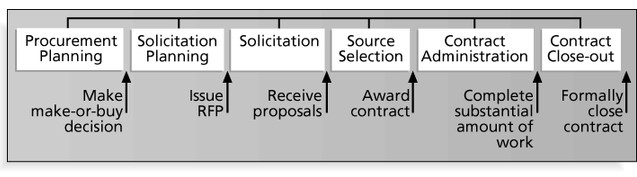 Procurement
Planning
Solicitation
Planning
Solicitation
Source
Selection
Contract
Administration
Contract
Close-out
Make
make-or-buy
decision
Issue
RFP
Receive
proposals
Award
contract
Complete
substantial
amount of
work
Formally
close
contract